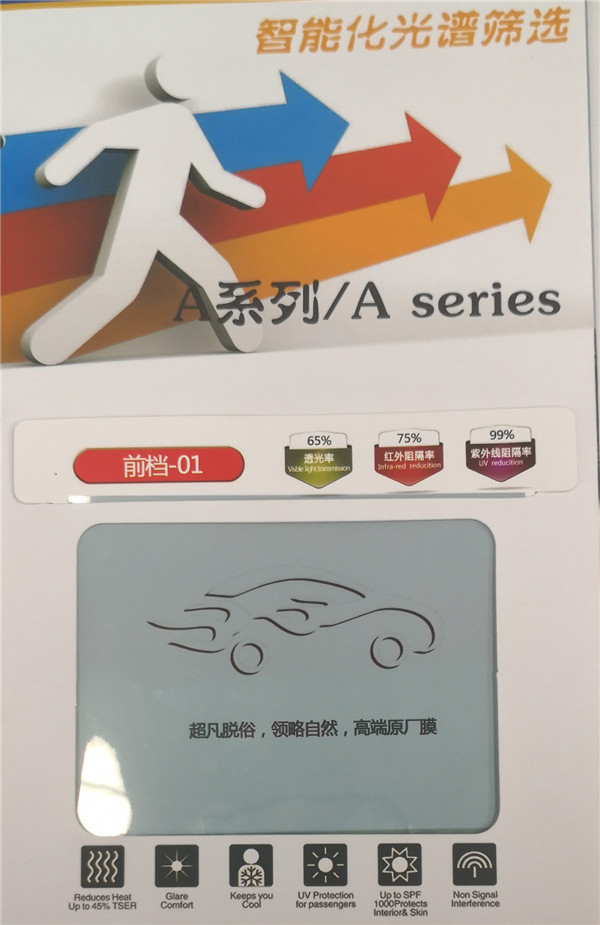 智能化光谱筛选
A系列/A series
前档-01
65%
透光率
Visble light transmission
75%
红外阻隔率
Infra-red reducition
99%
紫外线阻隔率
UV reducition
超凡脱俗，领略自然，高端原厂膜
Reduces Heat
Up to 45% TSER
Glare
Comfort
Keeps you
Cool
UV Protection
for passengers
Up to SPF
1000Protects
Interior& Skin
Non Signal
Interference